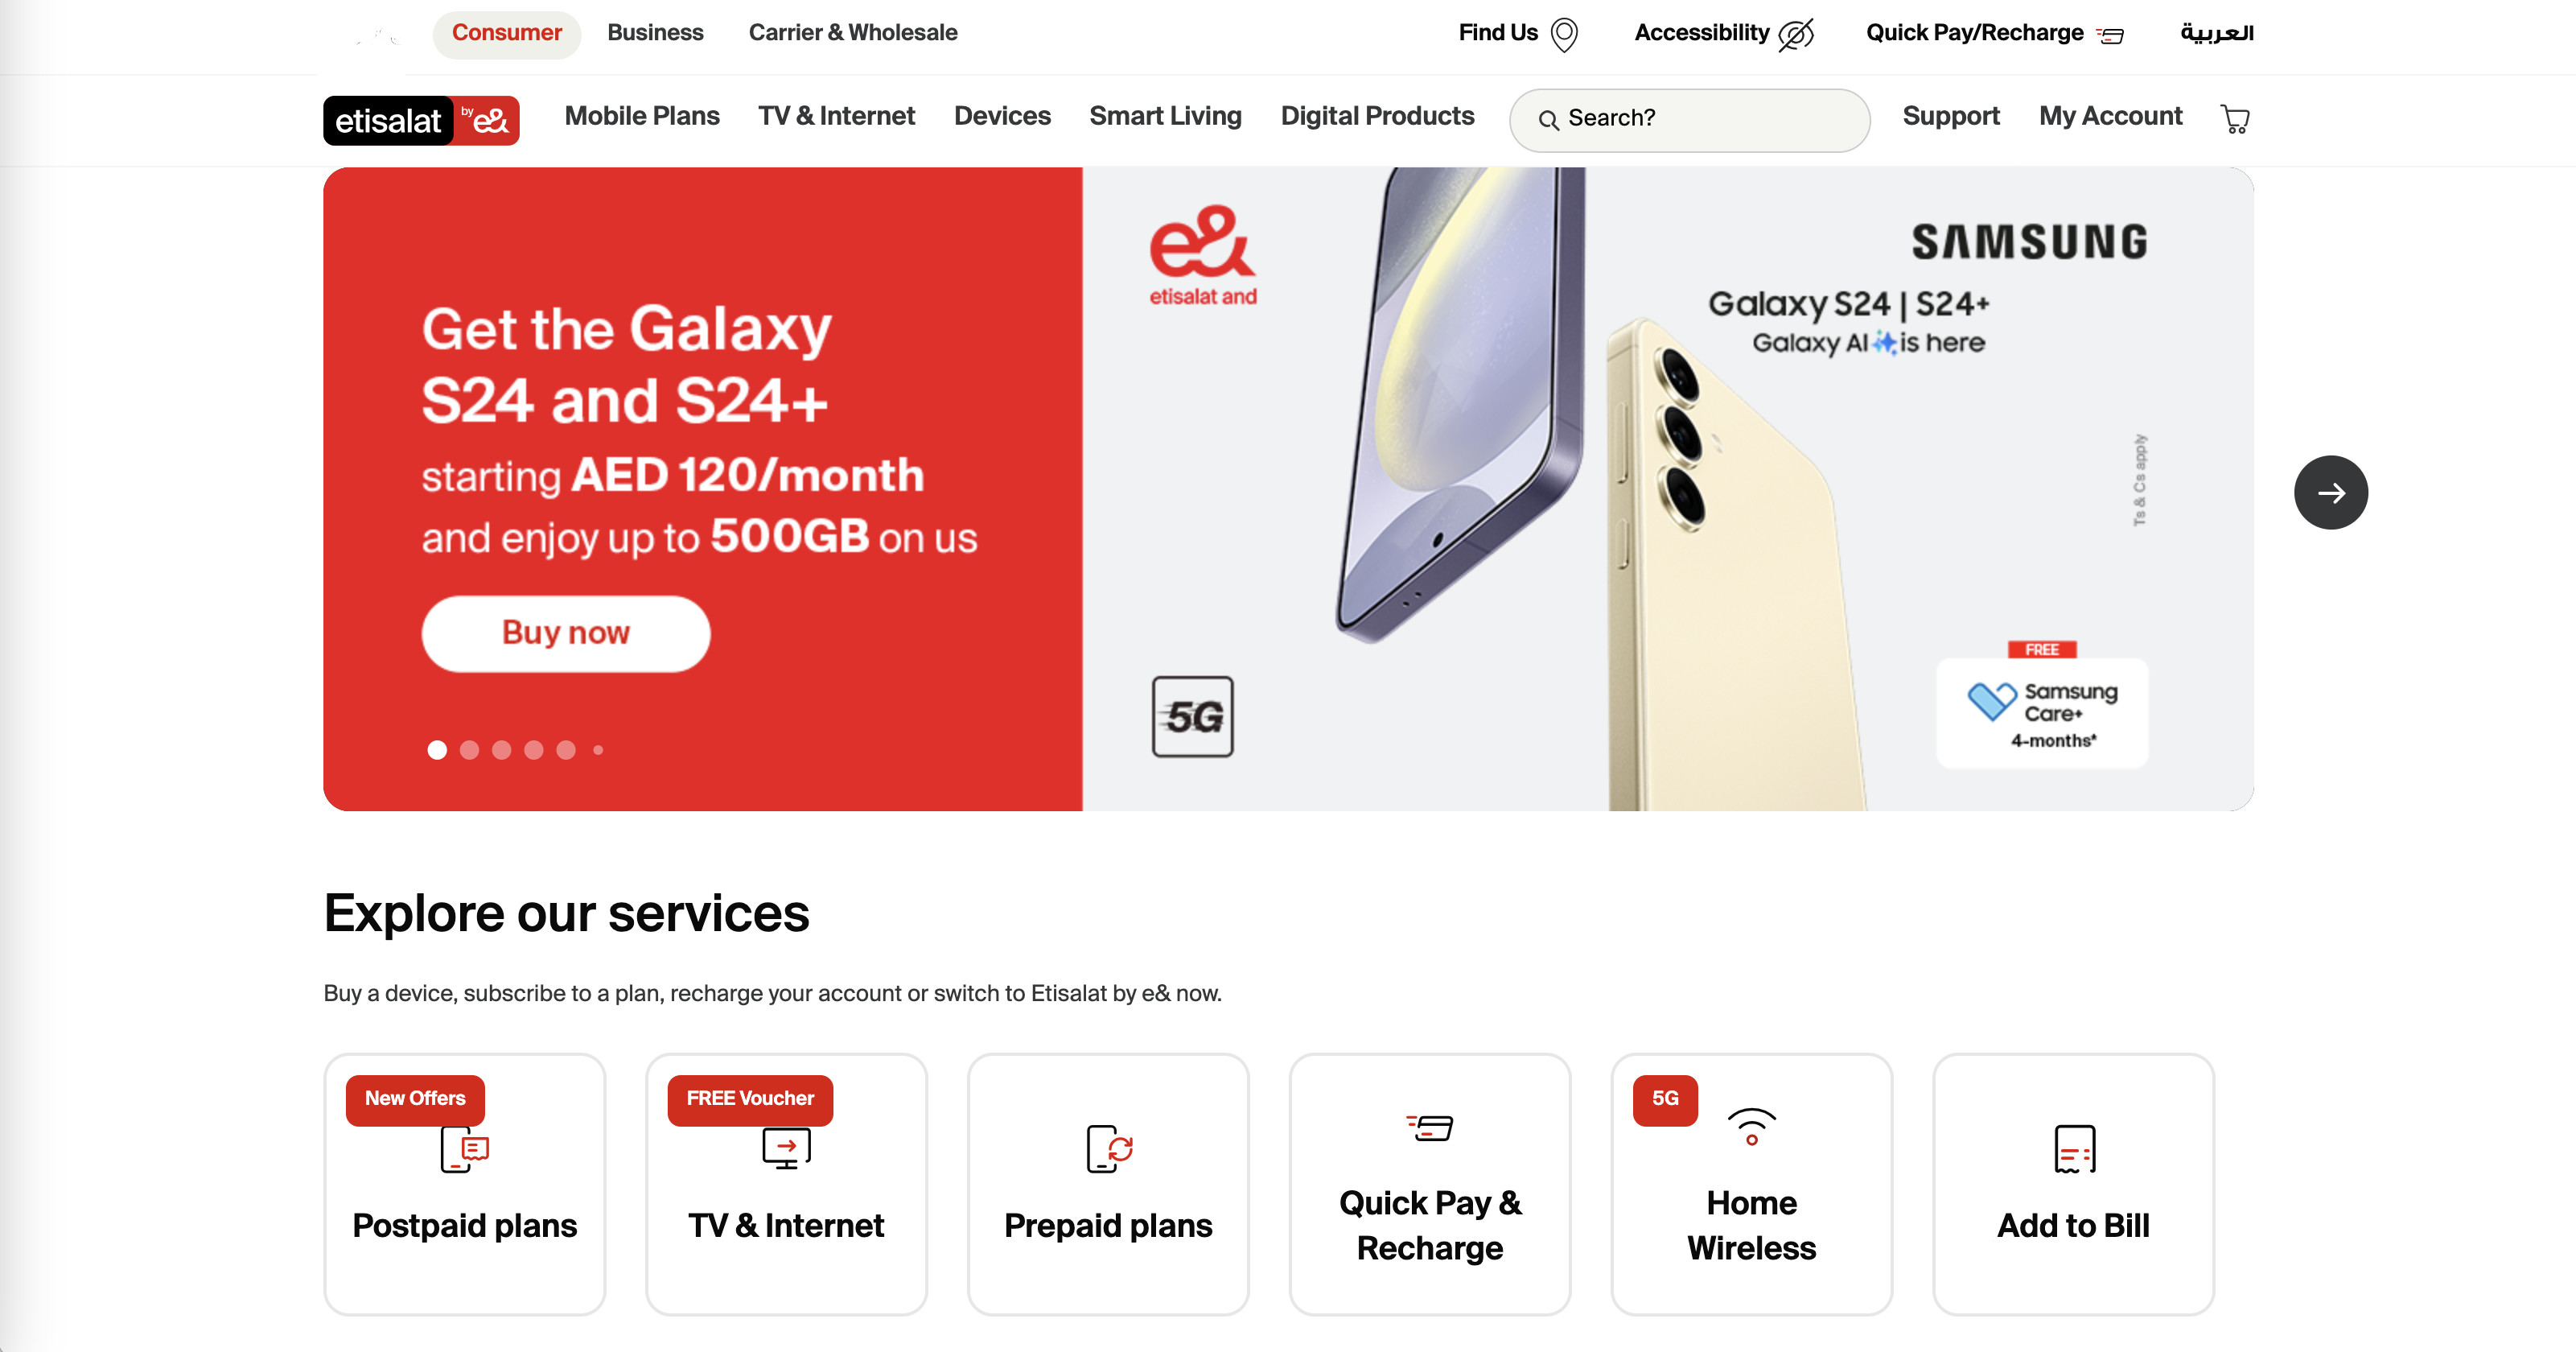 Consumer
Business
Carrier & Wholesale
Find Us
Accessibility
Quick Pay/Recharge
العربية
etisalat by e&
Mobile Plans
TV & Internet
Devices
Smart Living
Digital Products
Search?
Support
My Account
Get the Galaxy
S24 and S24+
starting AED 120/month
and enjoy up to 500GB on us
Buy now
e&
etisalat and
SAMSUNG
Galaxy S24 | S24+
Galaxy AI is here
Ts & Cs apply
5G
FREE
Samsung
Care+
4-months*
Explore our services
Buy a device, subscribe to a plan, recharge your account or switch to Etisalat by e& now.
New Offers
Postpaid plans
FREE Voucher
TV & Internet
Prepaid plans
Quick Pay &
Recharge
5G
Home
Wireless
Add to Bill